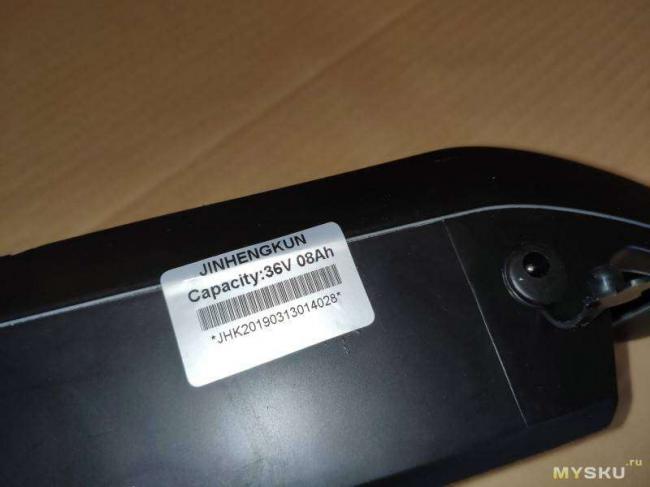 JINHENGKUN
Capacity:36V 08Ah
*JHK20190313014028*
MYSKU.ru